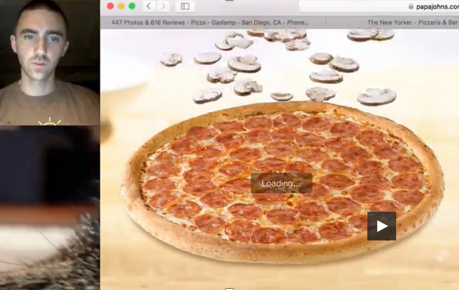 papajohns.com
447 Photos & 616 Reviews - Pizza - Gaslamp - San Diego, CA - Phone...
The New Yorker - Pizzeria & Bar
Loading...